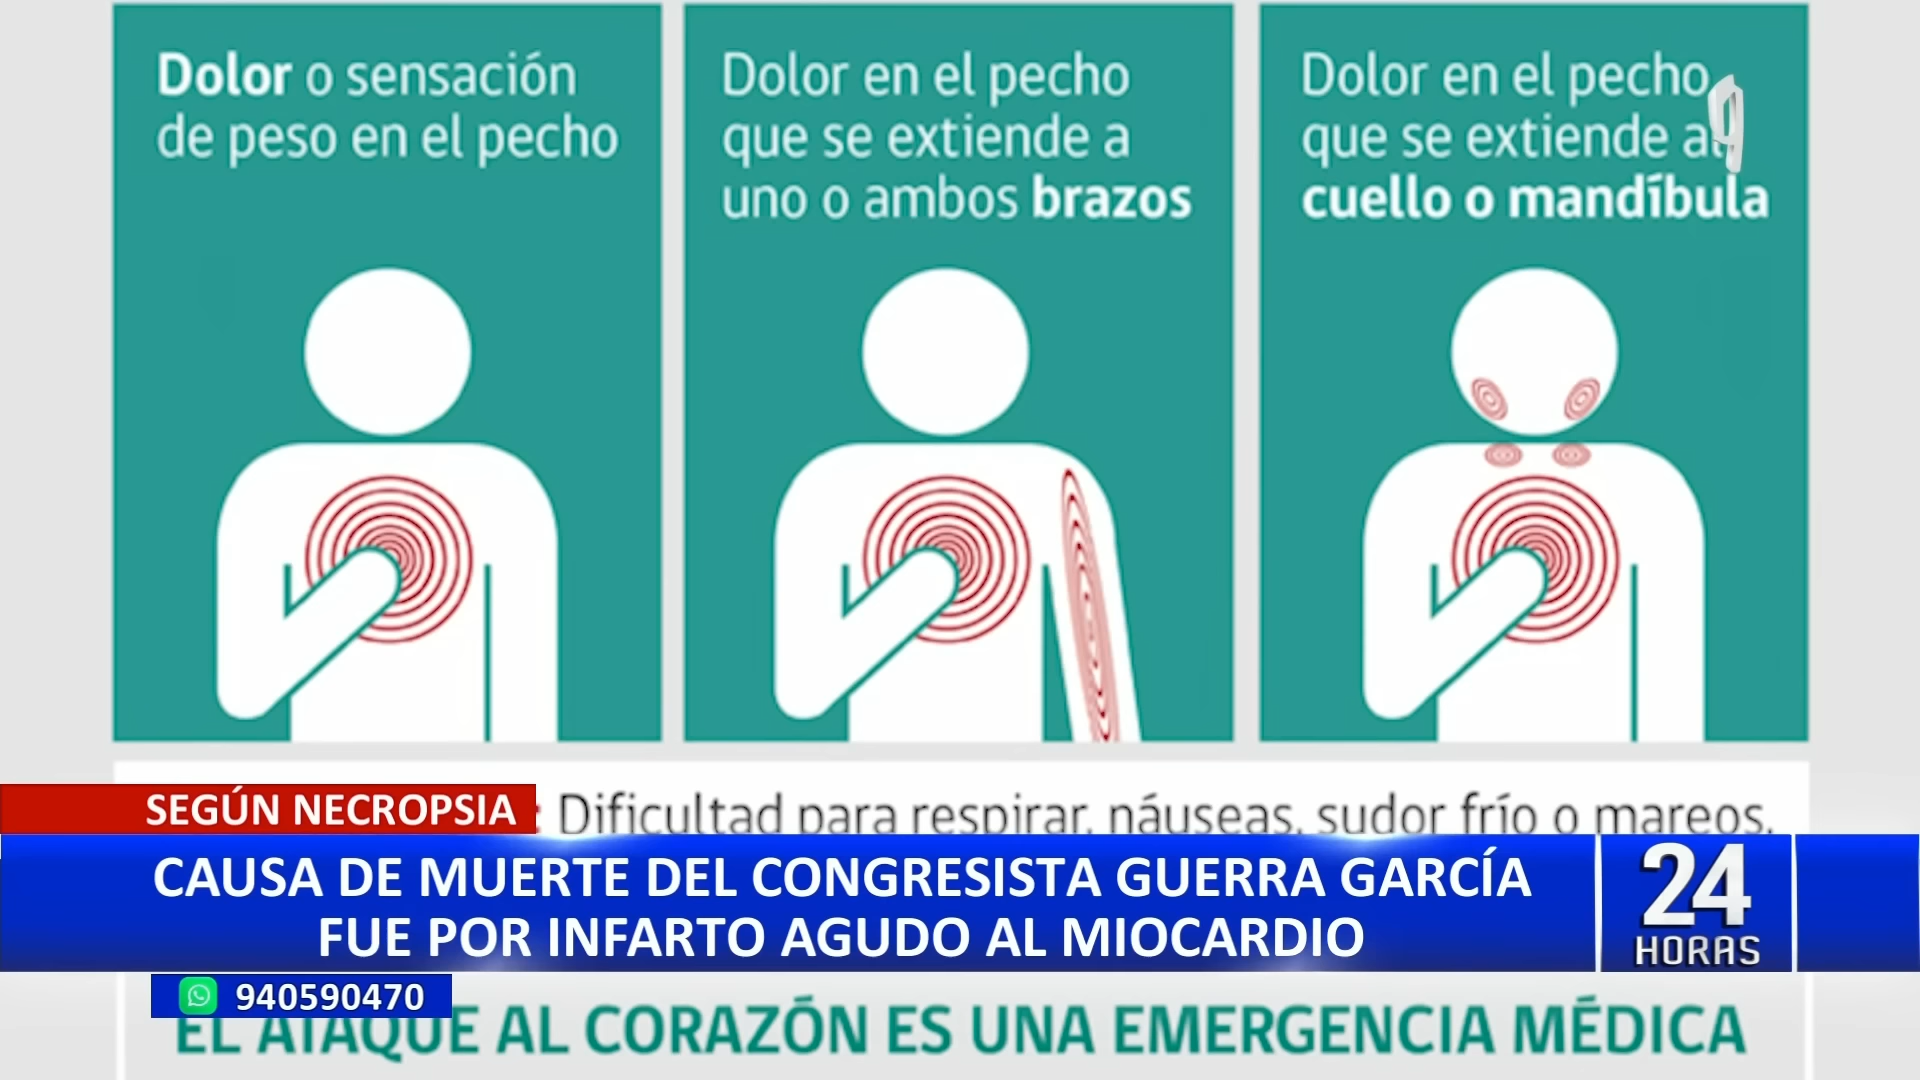 Dolor o sensación
de peso en el pecho
Dolor en el pecho
que se extiende a
uno o ambos brazos
Dolor en el pecho
que se extiende al
cuello o mandíbula
9
SEGÚN NECROPSIA
: Dificultad para respirar, náuseas, sudor frío o mareos.
CAUSA DE MUERTE DEL CONGRESISTA GUERRA GARCÍA
FUE POR INFARTO AGUDO AL MIOCARDIO
24
HORAS
940590470
EL ATAQUE AL CORAZÓN ES UNA EMERGENCIA MÉDICA